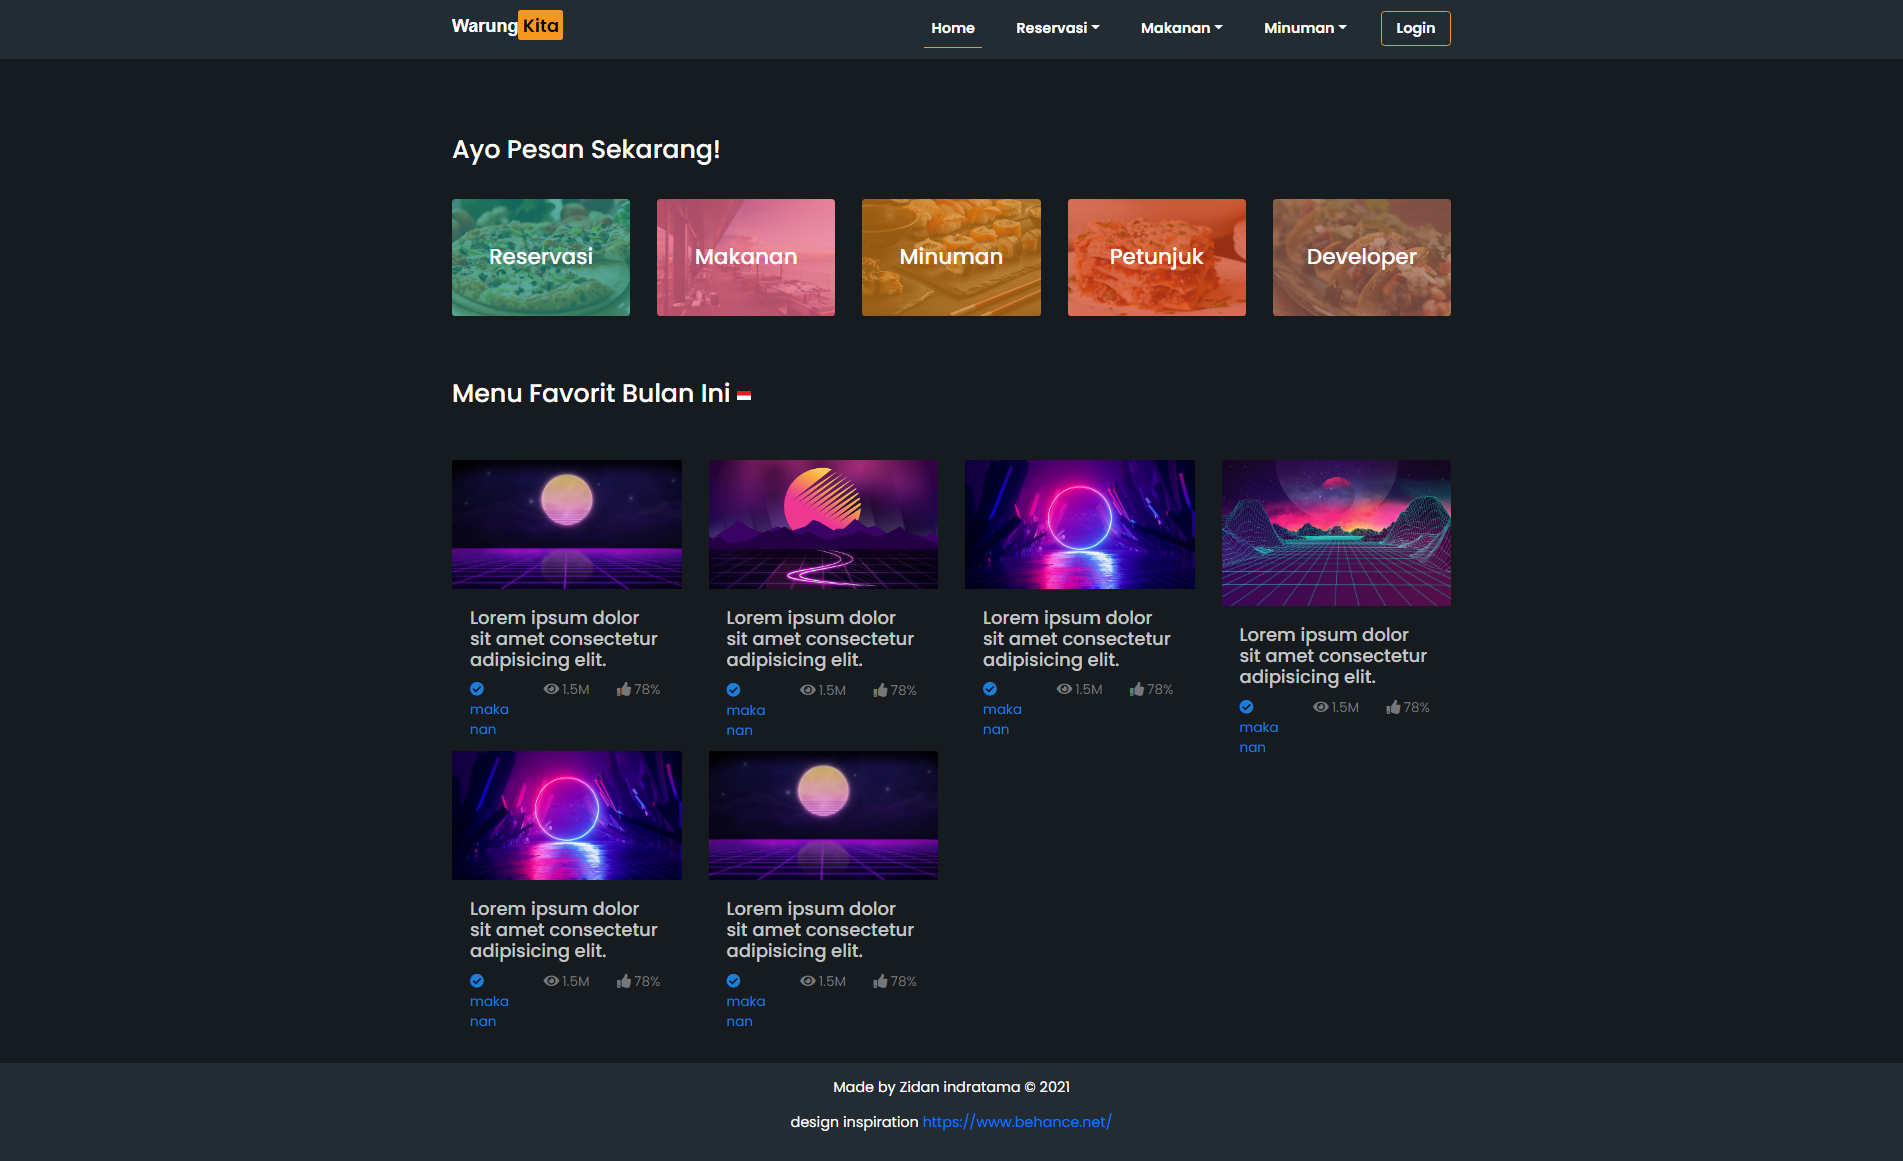 WarungKita
Home Reservasi Makanan Minuman Login
Ayo Pesan Sekarang!
Reservasi Makanan Minuman Petunjuk Developer
Menu Favorit Bulan Ini
Lorem ipsum dolor
sit amet consectetur
adipisicing elit.
maka
nan
1.5M 78%
Lorem ipsum dolor
sit amet consectetur
adipisicing elit.
maka
nan
1.5M 78%
Lorem ipsum dolor
sit amet consectetur
adipisicing elit.
maka
nan
1.5M 78%
Lorem ipsum dolor
sit amet consectetur
adipisicing elit.
maka
nan
1.5M 78%
Lorem ipsum dolor
sit amet consectetur
adipisicing elit.
maka
nan
1.5M 78%
Lorem ipsum dolor
sit amet consectetur
adipisicing elit.
maka
nan
1.5M 78%
Made by Zidan indratama © 2021
design inspiration https://www.behance.net/